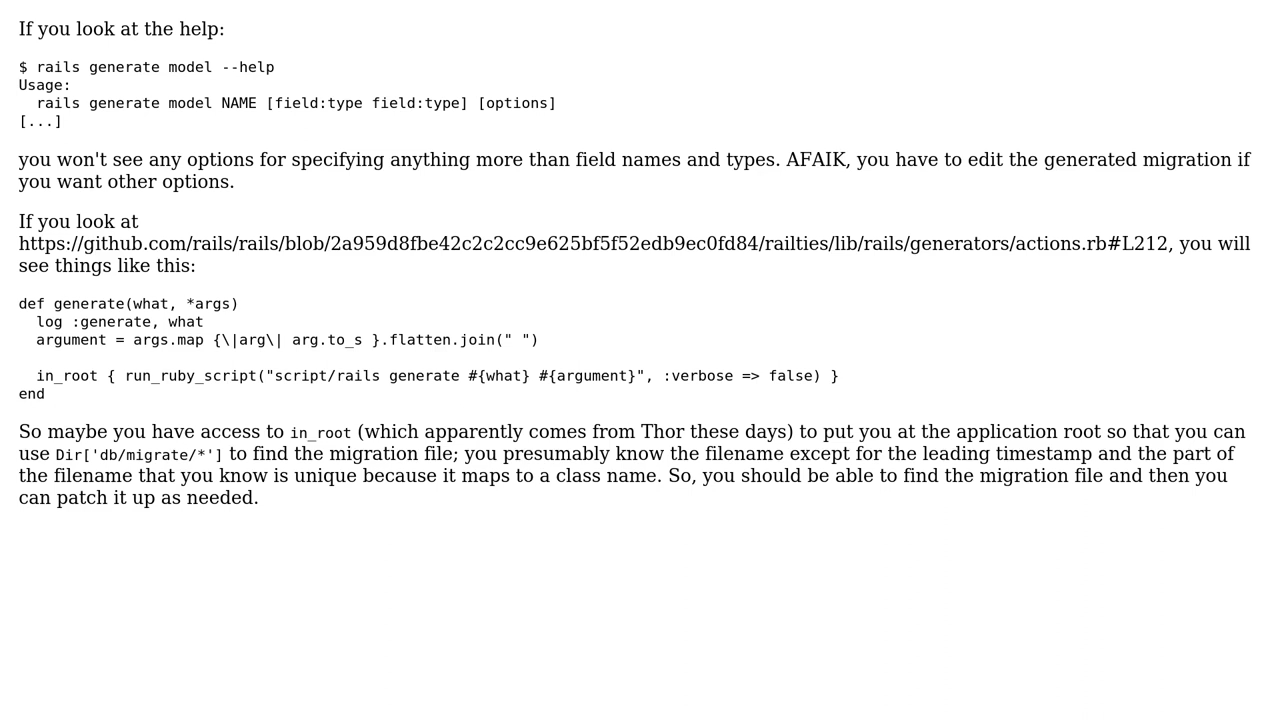 If you look at the help:
$ rails generate model --help
Usage:
  rails generate model NAME [field:type field:type] [options]
[...]
you won't see any options for specifying anything more than field names and types. AFAIK, you have to edit the generated migration if
you want other options.
If you look at
https://github.com/rails/rails/blob/2a959d8fbe42c2c2cc9e625bf5f52edb9ec0fd84/railties/lib/rails/generators/actions.rb#L212, you will
see things like this:
def generate(what, *args)
  log :generate, what
  argument = args.map {\|arg\| arg.to_s }.flatten.join(" ")
  in_root { run_ruby_script("script/rails generate #{what} #{argument}", :verbose => false) }
end
So maybe you have access to in_root (which apparently comes from Thor these days) to put you at the application root so that you can
use Dir['db/migrate/*'] to find the migration file; you presumably know the filename except for the leading timestamp and the part of
the filename that you know is unique because it maps to a class name. So, you should be able to find the migration file and then you
can patch it up as needed.